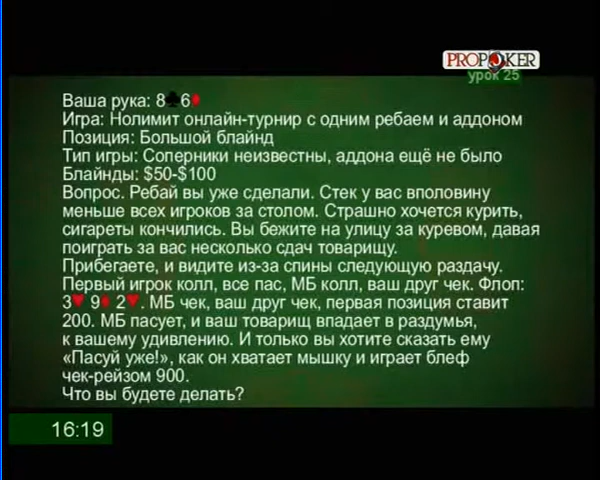 PROPOKER
урок 25
Ваша рука: 8♣ 6♦
Игра: Нолимит онлайн-турнир с одним ребаем и аддоном
Позиция: Большой блайнд
Тип игры: Соперники неизвестны, аддона ещё не было
Блайнды: $50-$100
Вопрос. Ребай вы уже сделали. Стек у вас вполовину
меньше всех игроков за столом. Страшно хочется курить,
сигареты кончились. Вы бежите на улицу за куревом, давая
поиграть за вас несколько сдач товарищу.
Прибегаете, и видите из-за спины следующую раздачу.
Первый игрок колл, все пас, МБ колл, ваш друг чек. Флоп:
3♥ 9♦ 2♥. МБ чек, ваш друг чек, первая позиция ставит
200. МБ пасует, и ваш товарищ впадает в раздумья,
к вашему удивлению. И только вы хотите сказать ему
«Пасуй уже!», как он хватает мышку и играет блеф
чек-рейзом 900.
Что вы будете делать?
16:19